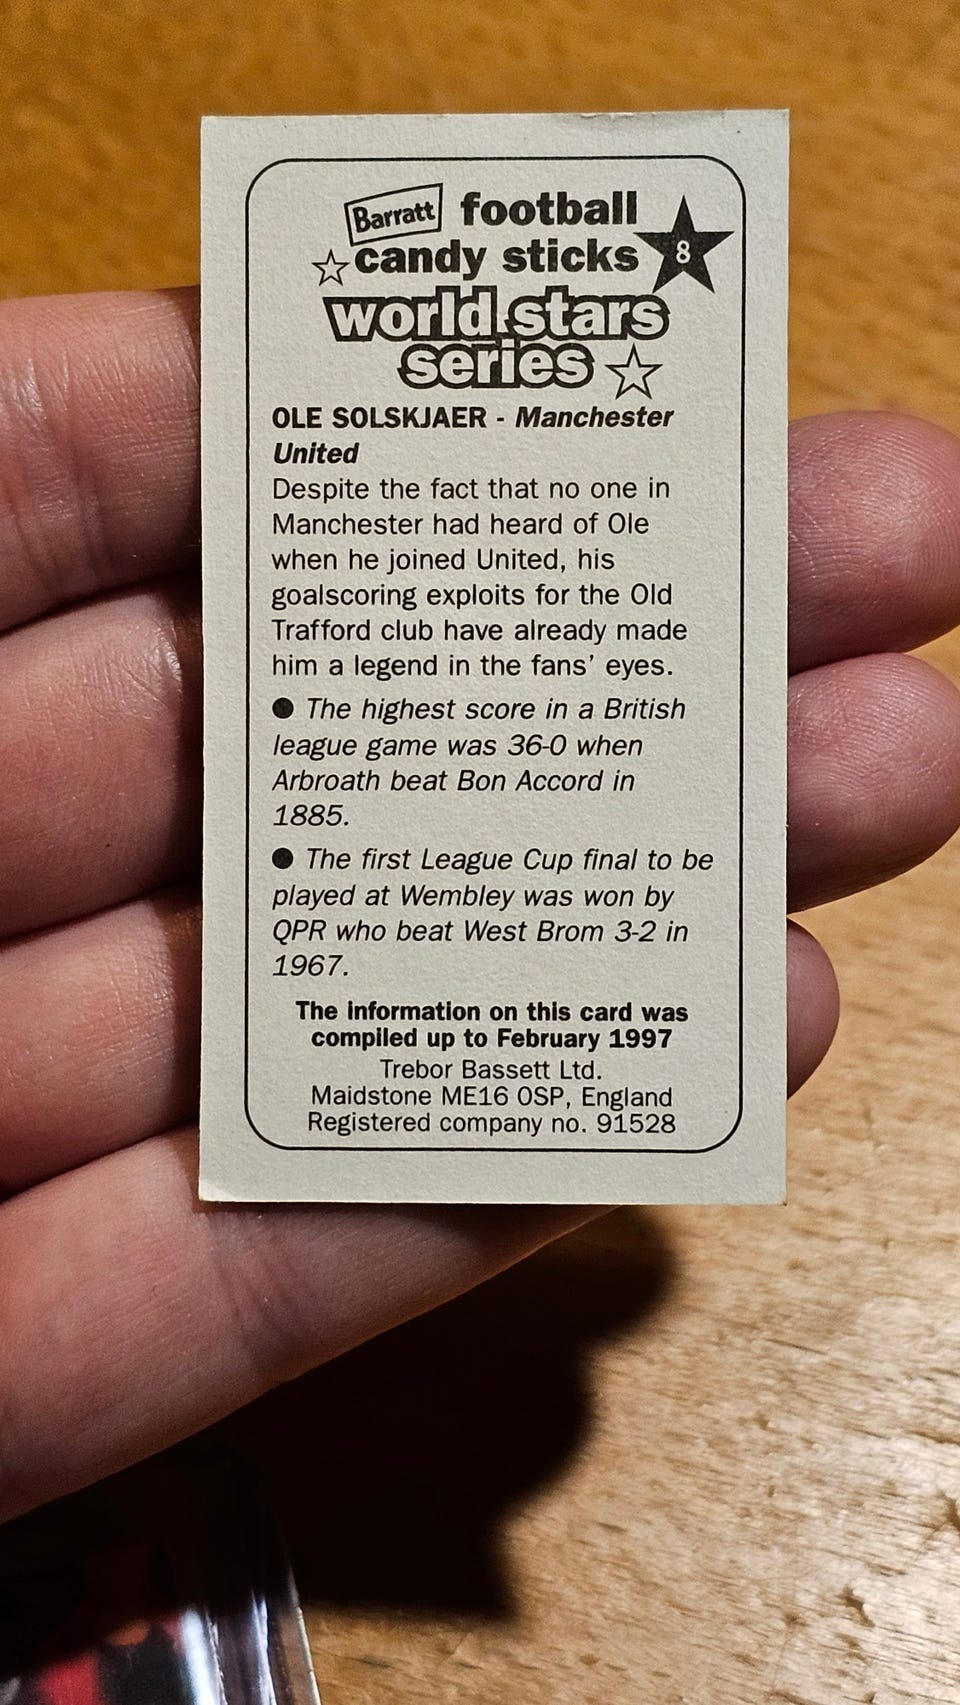 Barratt football
candy sticks 8
world stars
series
OLE SOLSKJAER - Manchester
United
Despite the fact that no one in
Manchester had heard of Ole
when he joined United, his
goalscoring exploits for the Old
Trafford club have already made
him a legend in the fans' eyes.
● The highest score in a British
league game was 36-0 when
Arbroath beat Bon Accord in
1885.
● The first League Cup final to be
played at Wembley was won by
QPR who beat West Brom 3-2 in
1967.
The information on this card was
compiled up to February 1997
Trebor Bassett Ltd.
Maidstone ME16 0SP, England
Registered company no. 91528